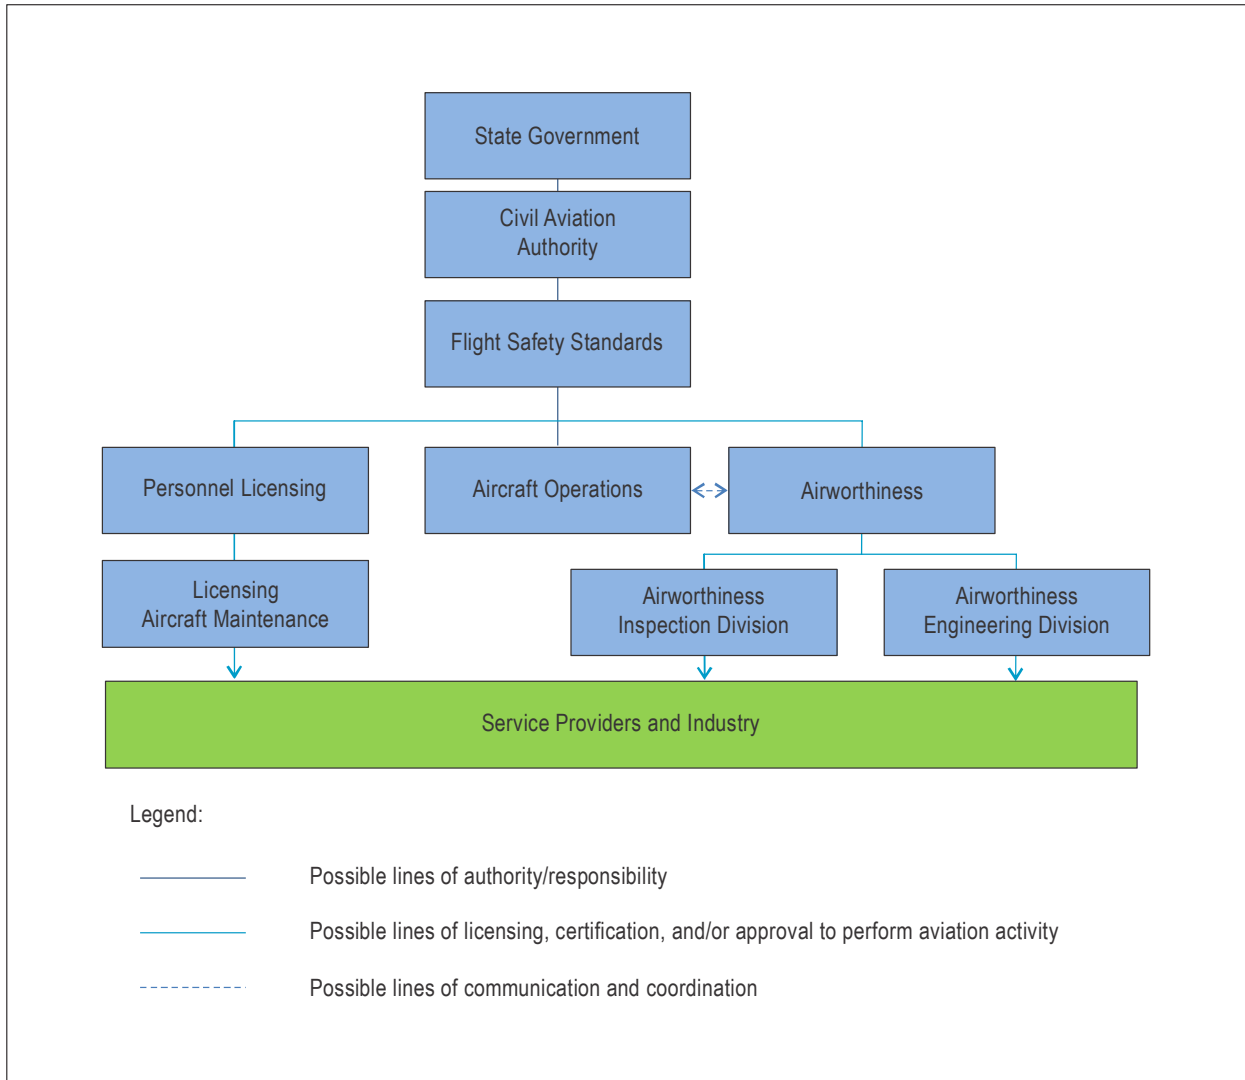 State Government
Civil Aviation
Authority
Flight Safety Standards
Personnel Licensing
Aircraft Operations
Airworthiness
Licensing
Aircraft Maintenance
Airworthiness
Inspection Division
Airworthiness
Engineering Division
Service Providers and Industry
Legend:
Possible lines of authority/responsibility
Possible lines of licensing, certification, and/or approval to perform aviation activity
Possible lines of communication and coordination